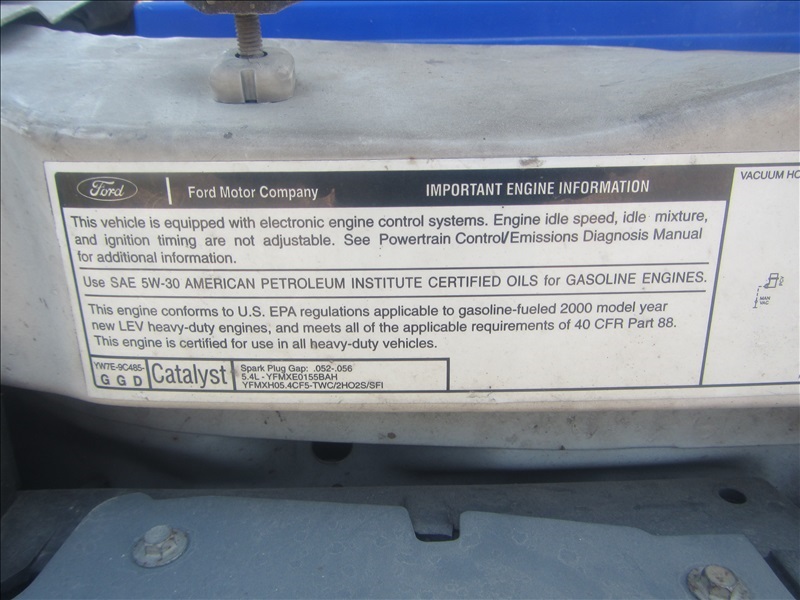 Ford
Ford Motor Company
IMPORTANT ENGINE INFORMATION
This vehicle is equipped with electronic engine control systems. Engine idle speed, idle mixture,
and ignition timing are not adjustable. See Powertrain Control/Emissions Diagnosis Manual
for additional information.
Use SAE 5W-30 AMERICAN PETROLEUM INSTITUTE CERTIFIED OILS for GASOLINE ENGINES.
This engine conforms to U.S. EPA regulations applicable to gasoline-fueled 2000 model year
new LEV heavy-duty engines, and meets all of the applicable requirements of 40 CFR Part 88.
This engine is certified for use in all heavy-duty vehicles.
YW7E-9C485-
G G D
Catalyst
Spark Plug Gap: .052-.056
5.4L - YFMXE0155BAH
YFMXH05.4CF5-TWC/2HO2S/SFI
VACUUM HO
MAN
VAC